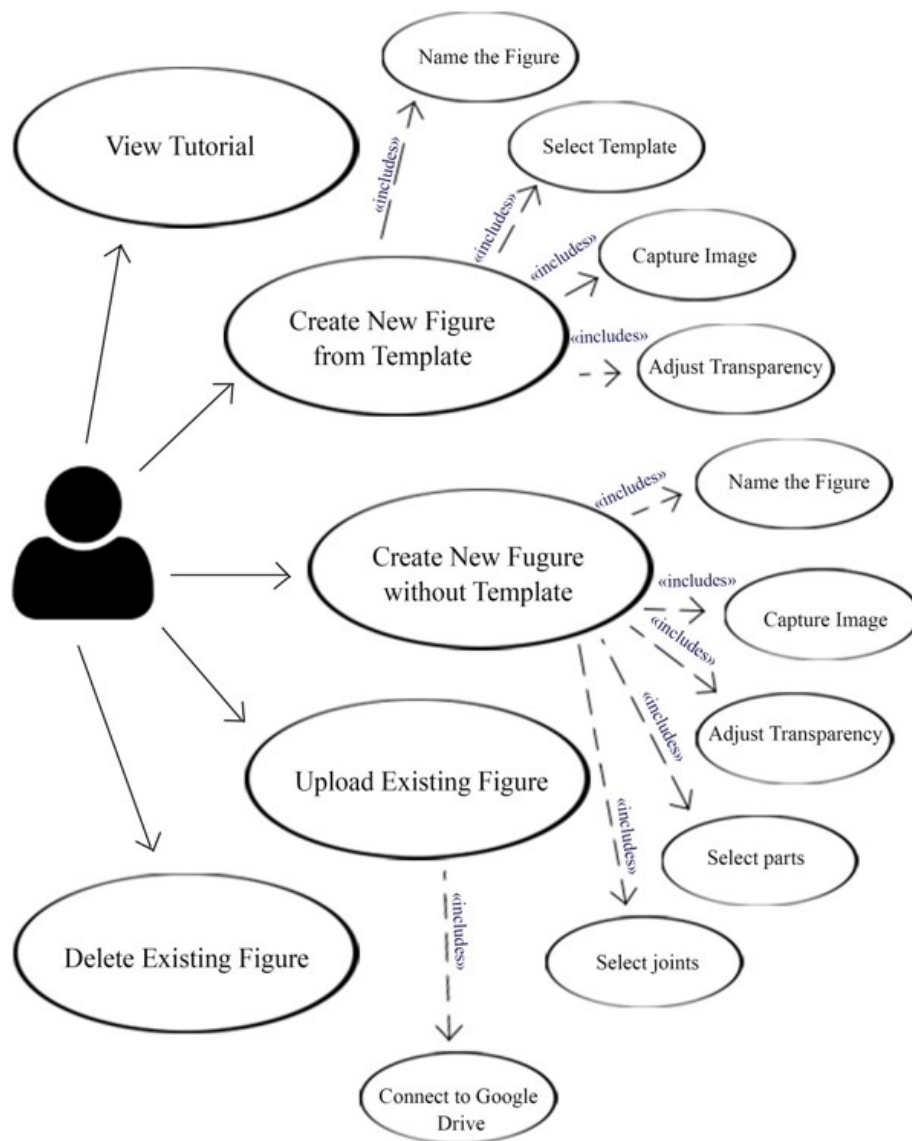 Name the Figure
«includes»
View Tutorial
Select Template
«includes»
«includes»
Capture Image
Create New Figure
from Template
«includes»
Adjust Transparency
Name the Figure
«includes»
Create New Fugure
without Template
«includes»
Capture Image
«includes»
Adjust Transparency
«includes»
Upload Existing Figure
«includes»
Select parts
«includes»
Select joints
Delete Existing Figure
Connect to Google
Drive